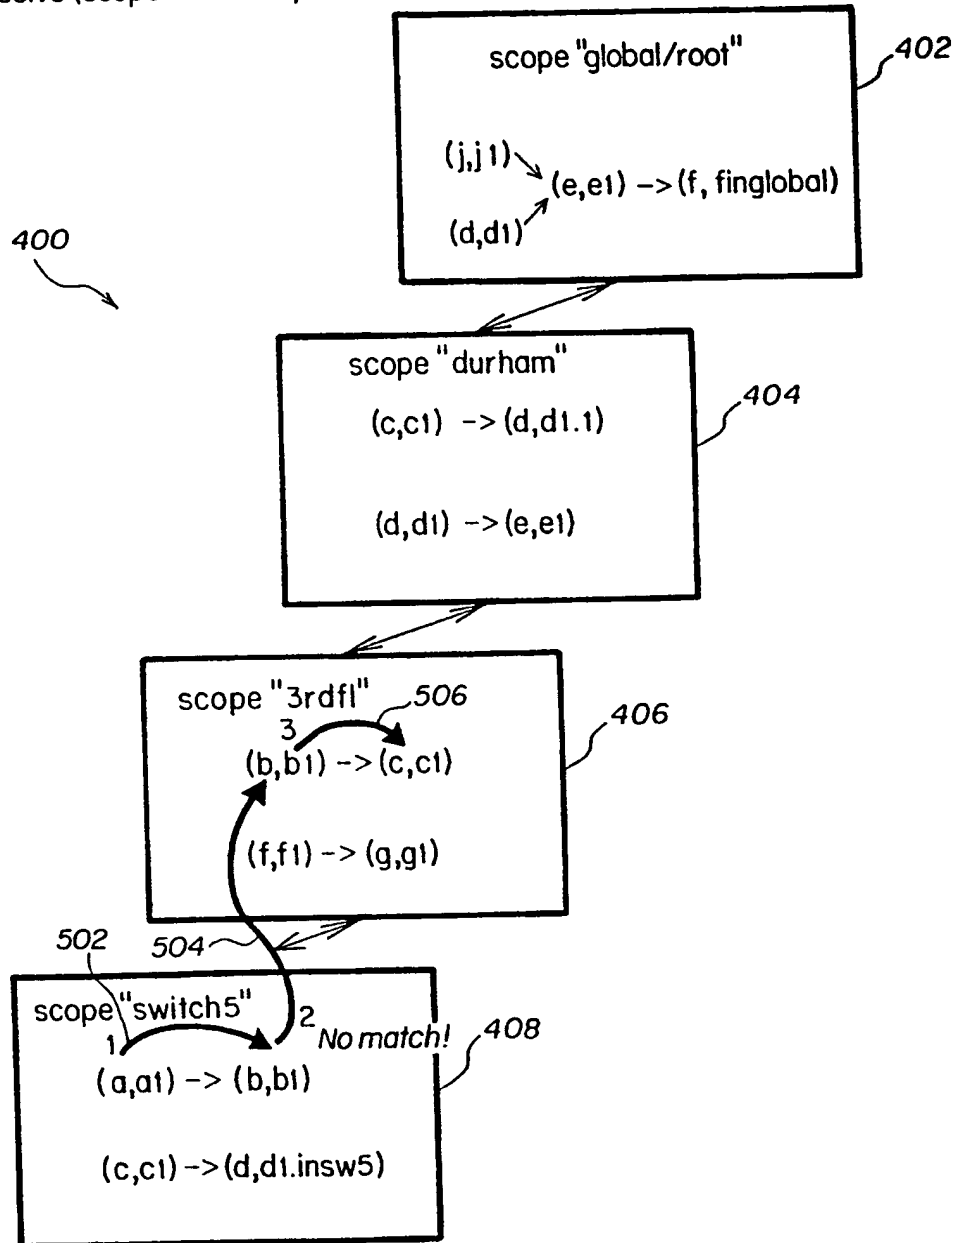 scope "global/root"
402
(j,j1)
(e,e1) -> (f, finglobal)
(d,d1)
400
scope "durham"
404
(c,c1) -> (d,d1.1)
(d,d1) -> (e,e1)
scope "3rdfl"
506
406
3
(b,b1) -> (c,c1)
(f,f1) -> (g,g1)
502
504
scope "switch5"
2
No match!
408
1
(a,a1) -> (b,b1)
(c,c1) -> (d,d1.insw5)